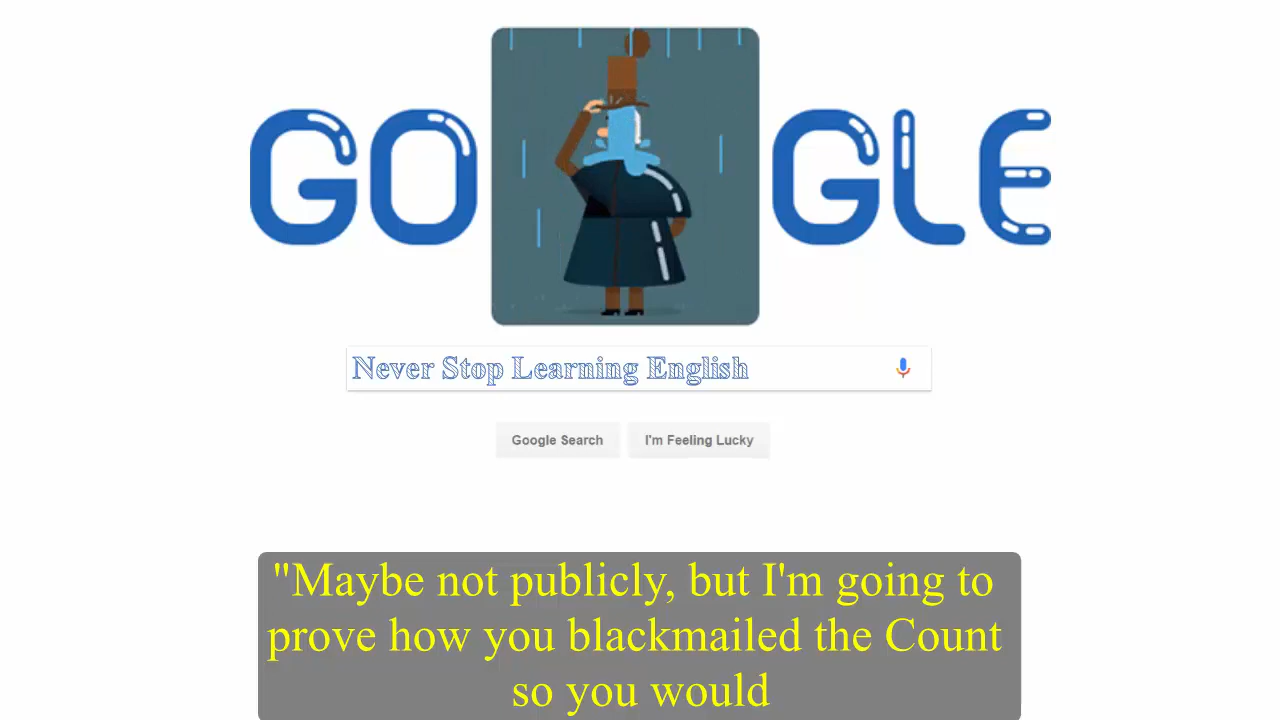 GO GLE
Never Stop Learning English
Google Search I'm Feeling Lucky
"Maybe not publicly, but I'm going to
prove how you blackmailed the Count
so you would